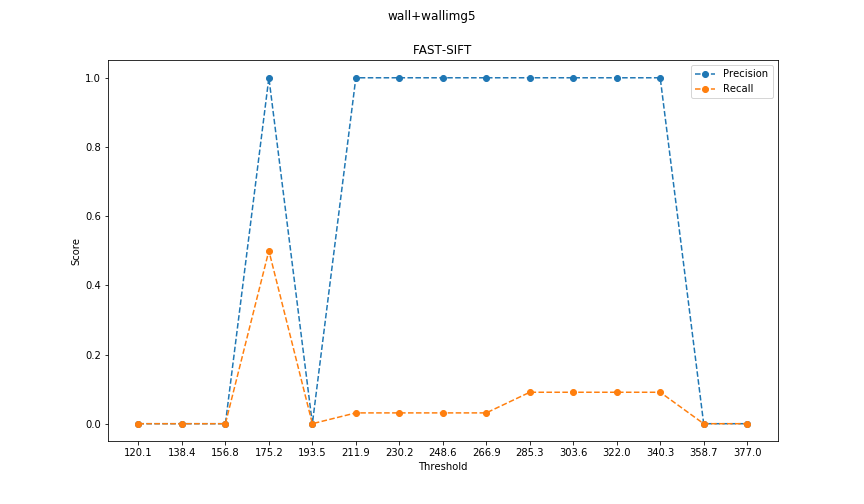 wall+wallimg5
FAST-SIFT
Precision
Recall
1.0
0.8
0.6
0.4
0.2
0.0
Score
120.1 138.4 156.8 175.2 193.5 211.9 230.2 248.6 266.9 285.3 303.6 322.0 340.3 358.7 377.0
Threshold